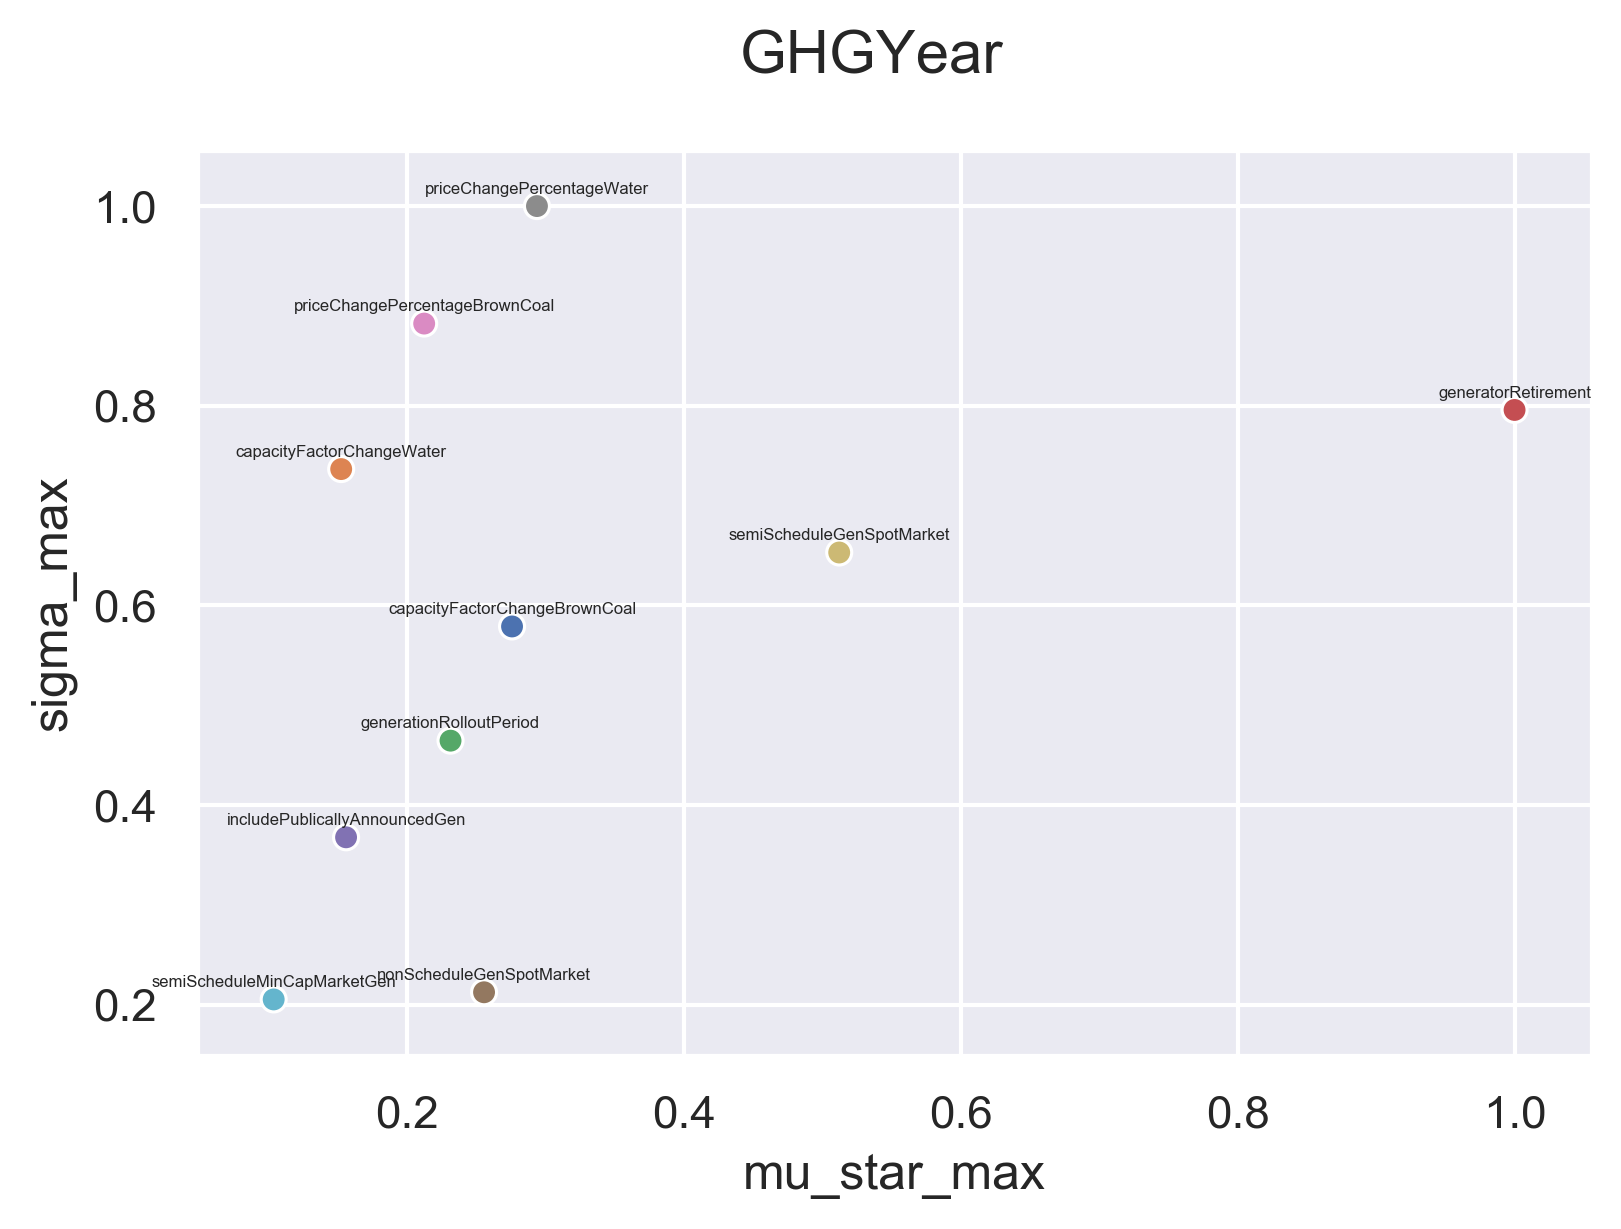 GHGYear
priceChangePercentageWater
1.0
priceChangePercentageBrownCoal
generatorRetirement
0.8
capacityFactorChangeWater
semiScheduleGenSpotMarket
sigma_max
0.6
capacityFactorChangeBrownCoal
generationRolloutPeriod
0.4
includePublicallyAnnouncedGen
semiScheduleMinCapMarketGen
nonScheduleGenSpotMarket
0.2
0.2 0.4 0.6 0.8 1.0
mu_star_max